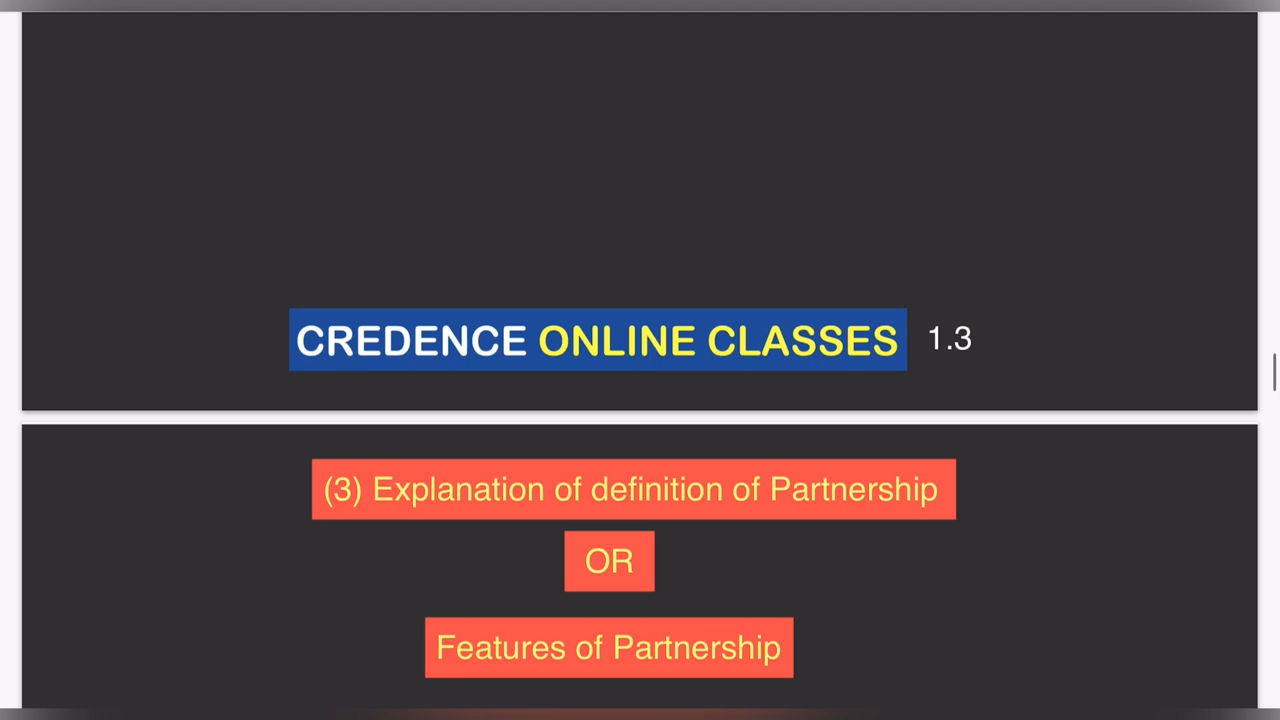 CREDENCE ONLINE CLASSES 1.3
(3) Explanation of definition of Partnership
OR
Features of Partnership